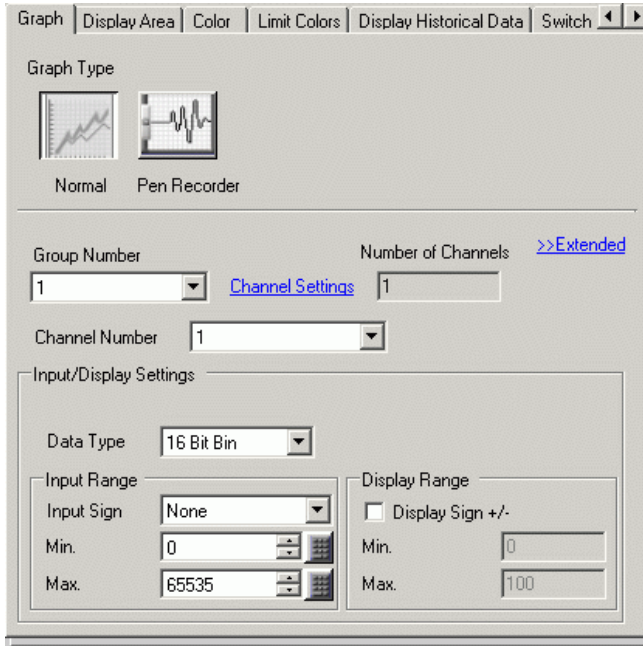 Graph Display Area Color Limit Colors Display Historical Data Switch
Graph Type
Normal Pen Recorder
Group Number Number of Channels >>Extended
1 Channel Settings 1
Channel Number 1
Input/Display Settings
Data Type 16 Bit Bin
Input Range Display Range
Input Sign None Display Sign +/-
Min. 0 Min. 0
Max. 65535 Max. 100